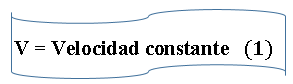 V = Velocidad constante (1)